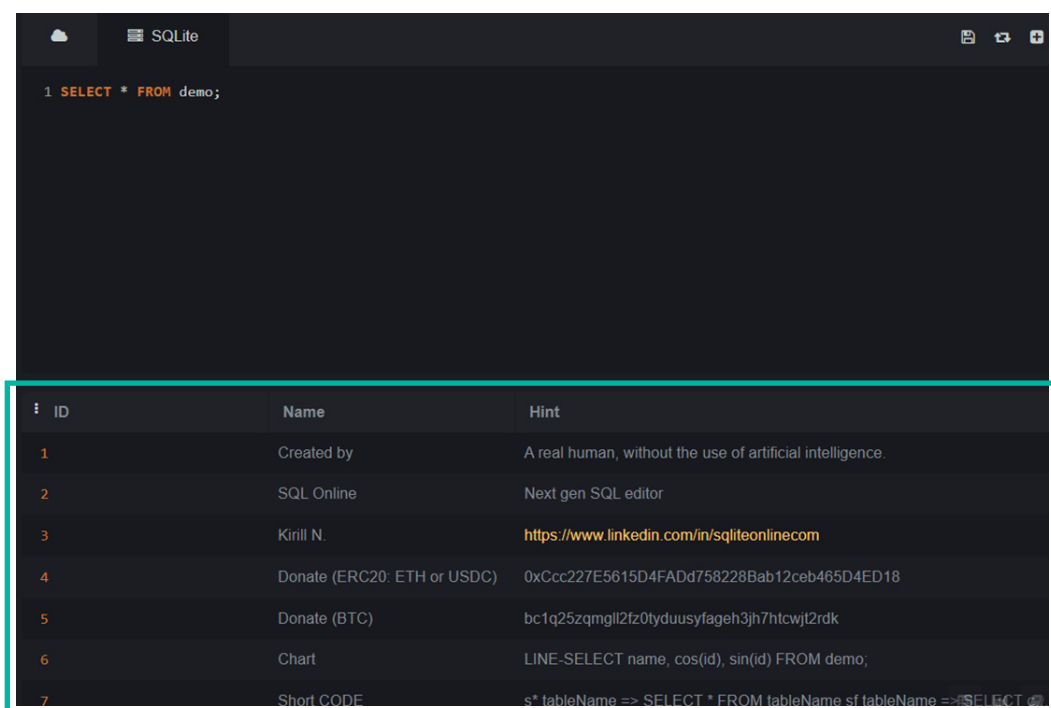 SQLite
1 SELECT * FROM demo;
ID Name Hint
1 Created by A real human, without the use of artificial intelligence.
2 SQL Online Next gen SQL editor
3 Kirill N. https://www.linkedin.com/in/sqliteonlinecom
4 Donate (ERC20: ETH or USDC) 0xCcc227E5615D4FADd758228Bab12ceb465D4ED18
5 Donate (BTC) bc1q25zqmgll2fz0tyduusyfageh3jh7htcwjt2rdk
6 Chart LINE-SELECT name, cos(id), sin(id) FROM demo;
7 Short CODE s* tableName => SELECT * FROM tableName sf tableName => SELECT